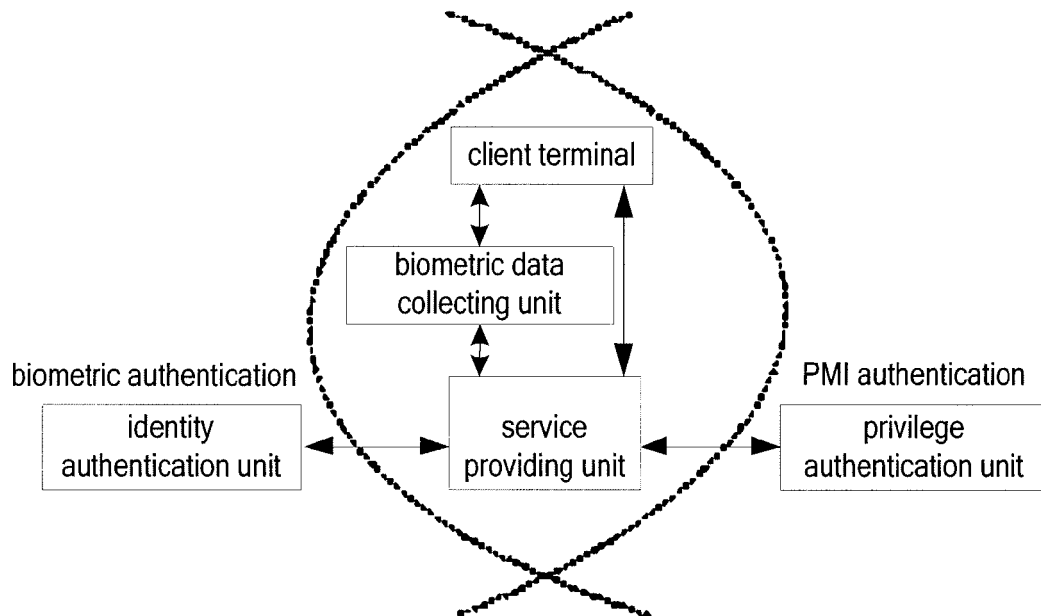 client terminal
biometric data
collecting unit
biometric authentication
identity
authentication unit
service
providing unit
PMI authentication
privilege
authentication unit